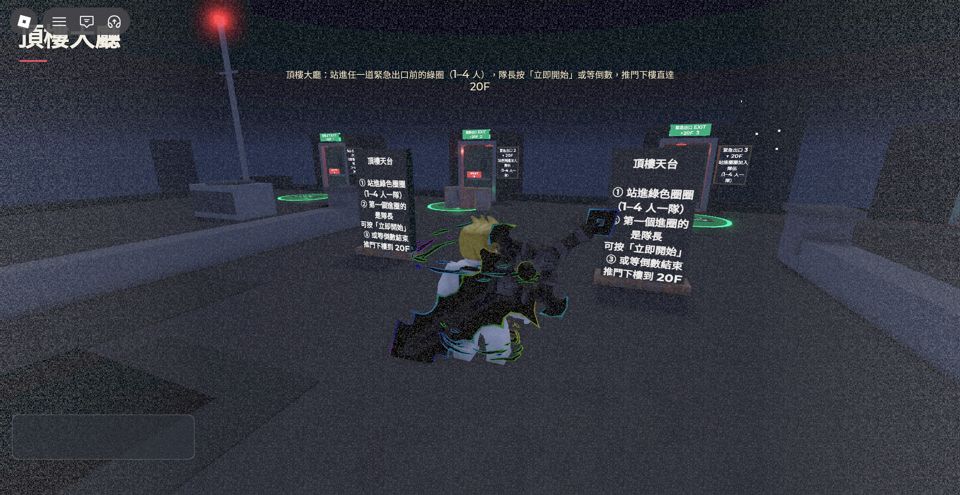 頂樓大廳
頂樓大廳：站進任一道緊急出口前的綠圈（1–4 人），隊長按「立即開始」或等倒數，推門下樓直達
20F
緊急出口 EXIT
頂樓天台
① 站進綠色圈圈
（1–4 人一隊）
② 第一個進圈的
是隊長
可按「立即開始」
③ 或等倒數結束
推門下樓到 20F
頂樓天台
① 站進綠色圈圈
（1–4 人一隊）
第一個進圈的
是隊長
可按「立即開始」
③ 或等倒數結束
推門下樓到 20F
緊急出口 3